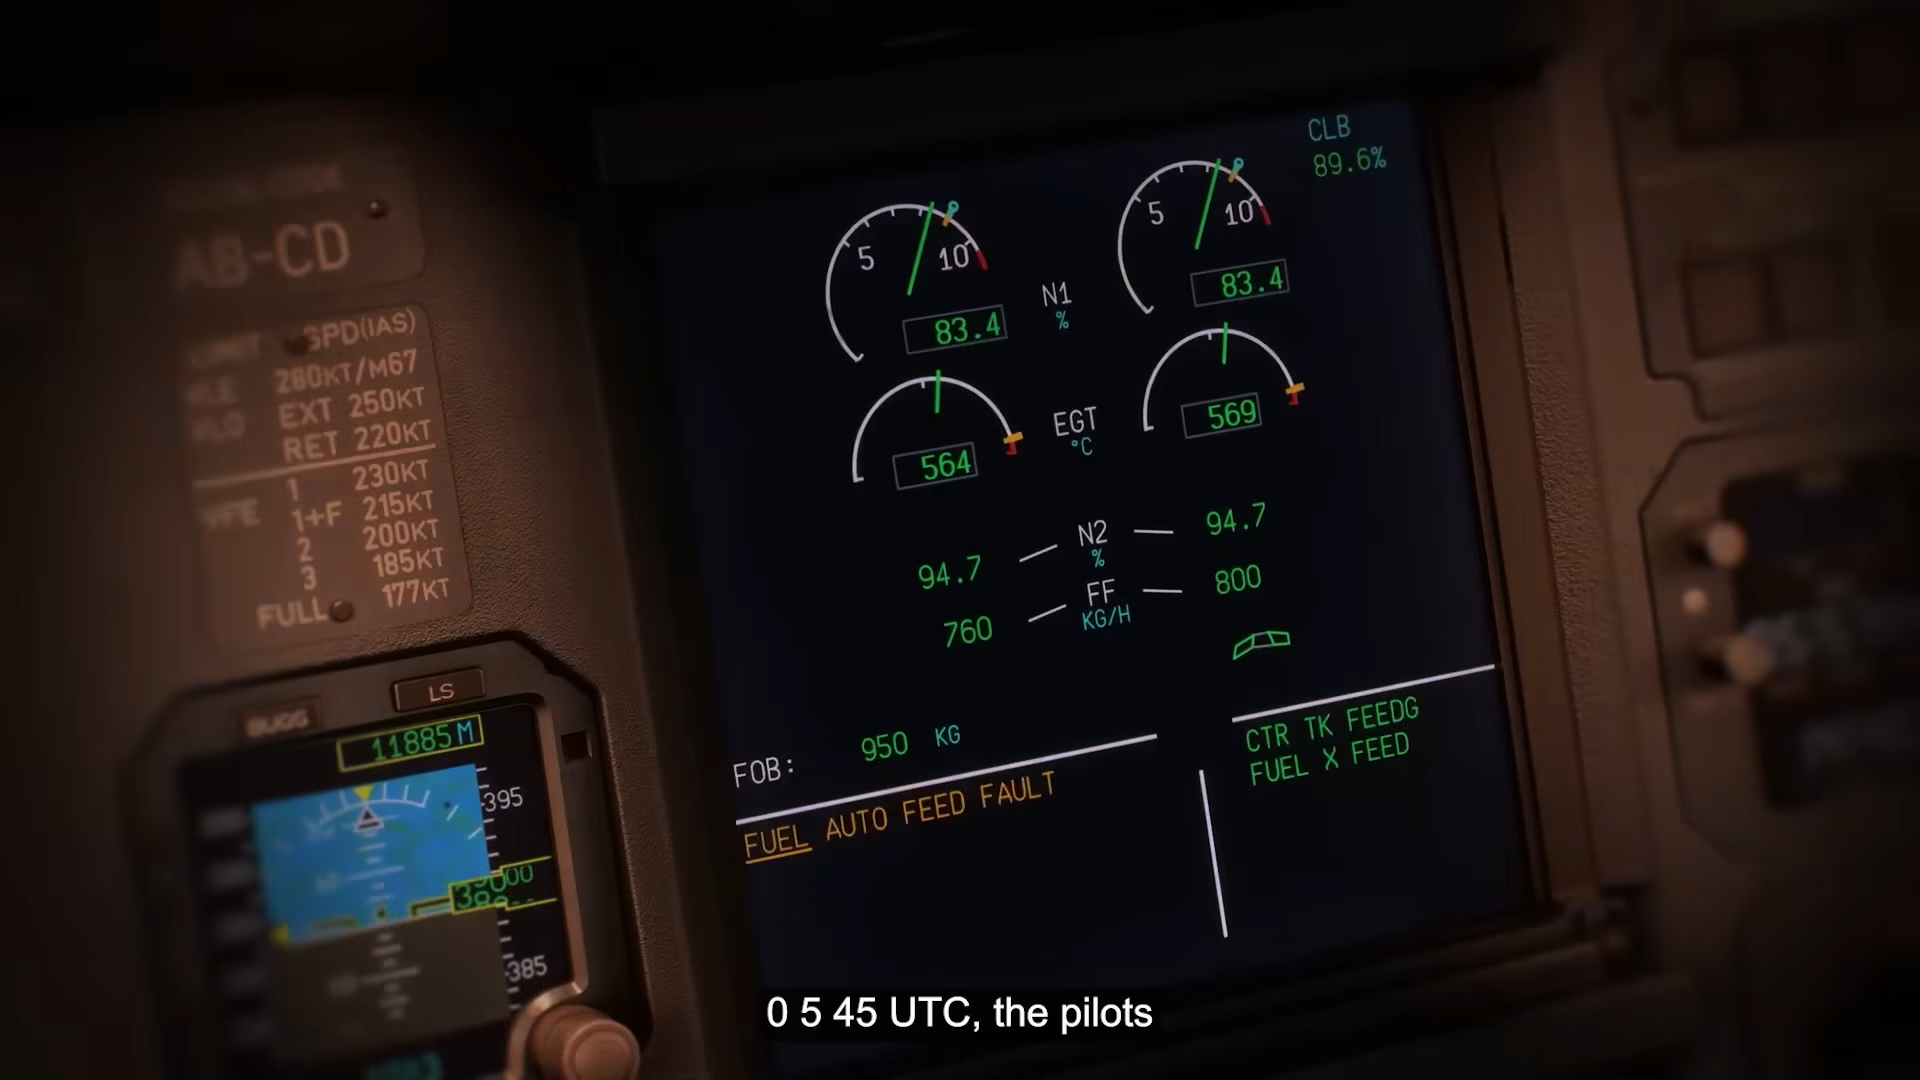 AB-CD
SPD(IAS)
280KT/M67
EXT 250KT
RET 220KT
1 230KT
1+F 215KT
2 200KT
3 185KT
FULL 177KT
LS
11885 M
395
385
CLB
89.6%
5 10
5 10
83.4 N1 83.4
%
564 EGT 569
°C
94.7 N2 94.7
%
760 FF 800
KG/H
FOB: 950 KG
FUEL AUTO FEED FAULT
CTR TK FEEDG
FUEL X FEED
0 5 45 UTC, the pilots